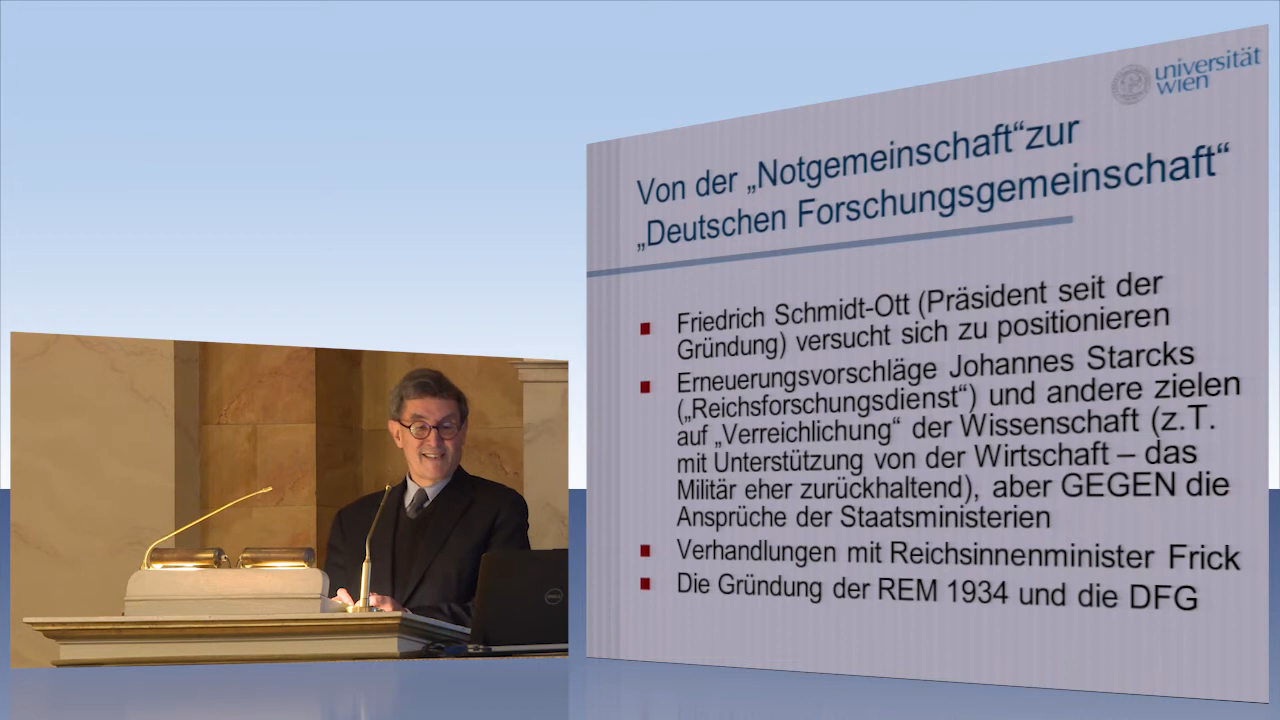 universität
wien
Von der „Notgemeinschaft“zur
„Deutschen Forschungsgemeinschaft“
Friedrich Schmidt-Ott (Präsident seit der
Gründung) versucht sich zu positionieren
Erneuerungsvorschläge Johannes Starcks
(„Reichsforschungsdienst“) und andere zielen
auf „Verreichlichung“ der Wissenschaft (z.T.
mit Unterstützung von der Wirtschaft – das
Militär eher zurückhaltend), aber GEGEN die
Ansprüche der Staatsministerien
Verhandlungen mit Reichsinnenminister Frick
Die Gründung der REM 1934 und die DFG
DELL